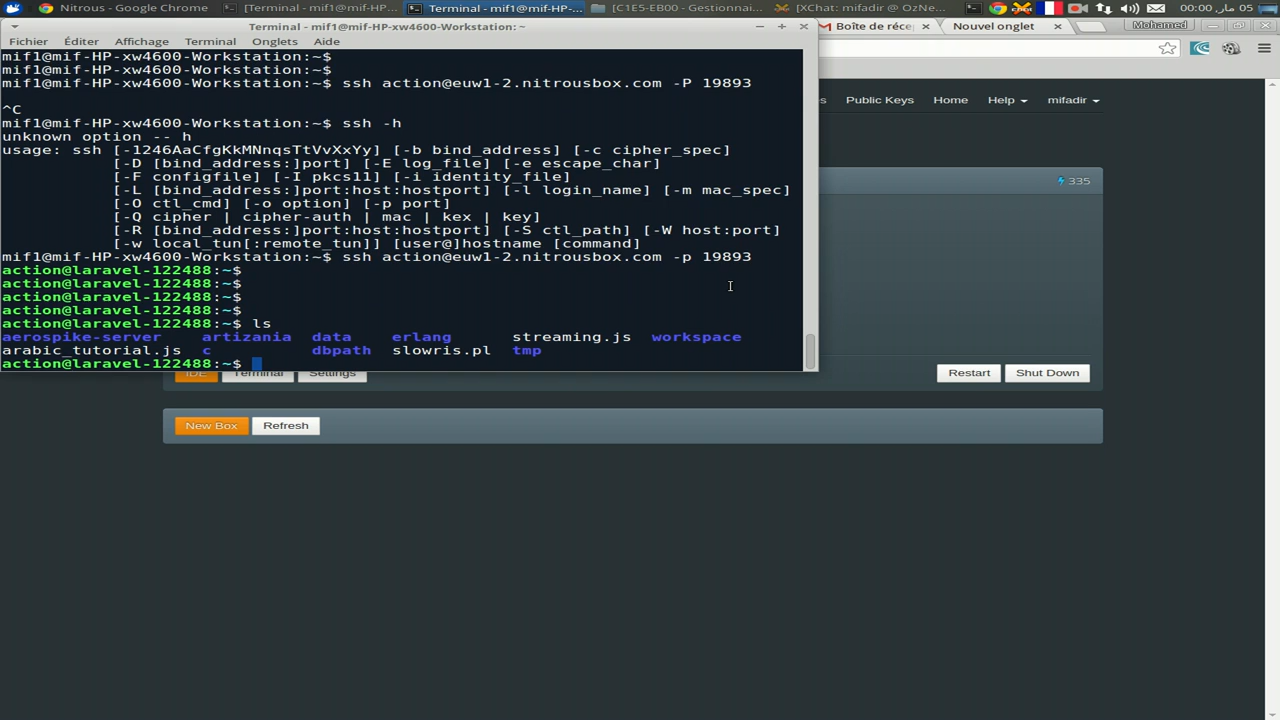 Nitrous - Google Chrome
[Terminal - mif1@mif-HP...
Terminal - mif1@mif-HP-...
[C1E5-EB00 - Gestionnai...
[XChat: mifadir @ OzNe...
00:00 ,مار 05
Terminal - mif1@mif-HP-xw4600-Workstation: ~
Boîte de récep
Nouvel onglet
Mohamed
Fichier Éditer Affichage Terminal Onglets Aide
mif1@mif-HP-xw4600-Workstation:~$
mif1@mif-HP-xw4600-Workstation:~$
mif1@mif-HP-xw4600-Workstation:~$ ssh action@euw1-2.nitrousbox.com -P 19893
^C
mif1@mif-HP-xw4600-Workstation:~$ ssh -h
unknown option -- h
usage: ssh [-1246AaCfgKkMNnqsTtVvXxYy] [-b bind_address] [-c cipher_spec]
[-D [bind_address:]port] [-E log_file] [-e escape_char]
[-F configfile] [-I pkcs11] [-i identity_file]
[-L [bind_address:]port:host:hostport] [-l login_name] [-m mac_spec]
[-O ctl_cmd] [-o option] [-p port]
[-Q cipher | cipher-auth | mac | kex | key]
[-R [bind_address:]port:host:hostport] [-S ctl_path] [-W host:port]
[-w local_tun[:remote_tun]] [user@]hostname [command]
mif1@mif-HP-xw4600-Workstation:~$ ssh action@euw1-2.nitrousbox.com -p 19893
action@laravel-122488:~$
action@laravel-122488:~$
action@laravel-122488:~$
action@laravel-122488:~$
action@laravel-122488:~$ ls
aerospike-server artizania data erlang streaming.js workspace
arabic_tutorial.js c dbpath slowris.pl tmp
action@laravel-122488:~$
Public Keys Home Help mifadir
335
IDE Terminal Settings
Restart Shut Down
New Box Refresh